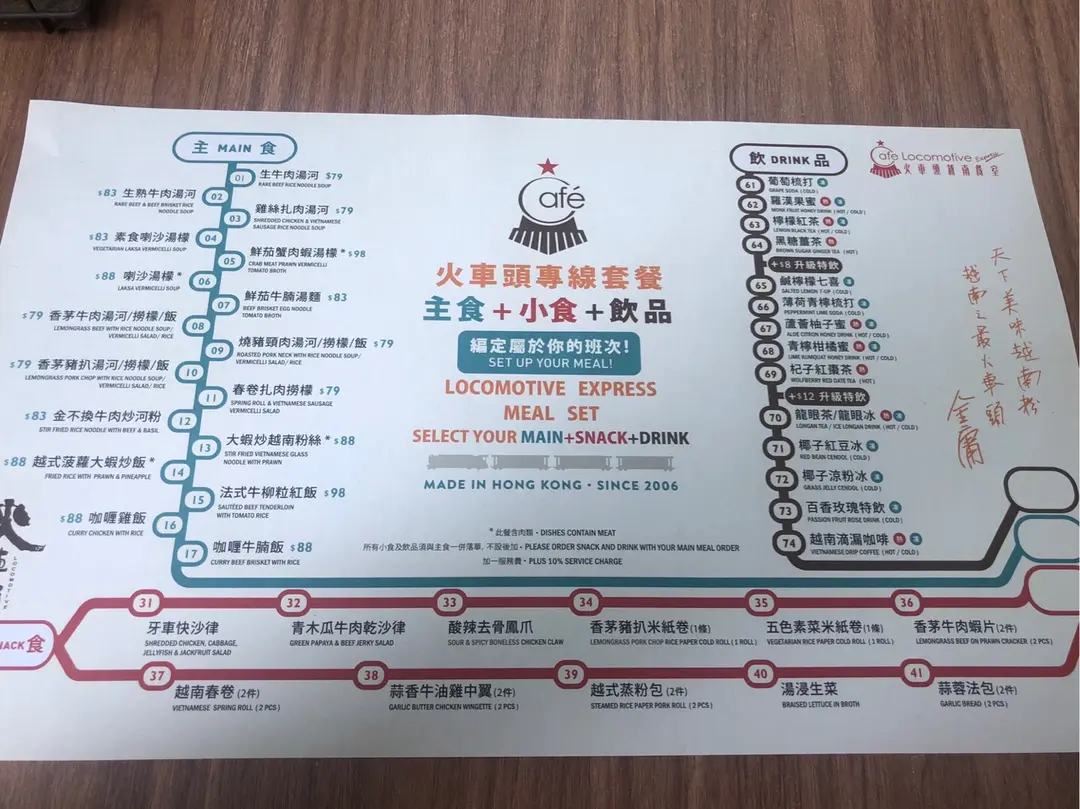 主 MAIN 食
01 生牛肉湯河 $79
RARE BEEF RICE NOODLE SOUP
$83 生熟牛肉湯河 02
RARE BEEF & BEEF BRISKET RICE
NOODLE SOUP
03 雞絲扎肉湯河 $79
SHREDDED CHICKEN & VIETNAMESE
SAUSAGE RICE NOODLE SOUP
$83 素食喇沙湯檬 04
VEGETARIAN LAKSA VERMICELLI SOUP
05 鮮茄蟹肉蝦湯檬 * $98
CRAB MEAT PRAWN VERMICELLI
TOMATO BROTH
$88 喇沙湯檬 * 06
LAKSA VERMICELLI SOUP
07 鮮茄牛腩湯麵 $83
BEEF BRISKET EGG NOODLE
TOMATO BROTH
$79 香茅牛肉湯河/撈檬/飯 08
LEMONGRASS BEEF WITH RICE NOODLE SOUP/
VERMICELLI SALAD/ RICE
09 燒豬頸肉湯河/撈檬/飯 $79
ROASTED PORK NECK WITH RICE NOODLE SOUP/
VERMICELLI SALAD/ RICE
$79 香茅豬扒湯河/撈檬/飯 10
LEMONGRASS PORK CHOP WITH RICE NOODLE SOUP/
VERMICELLI SALAD/ RICE
11 春卷扎肉撈檬 $79
SPRING ROLL & VIETNAMESE SAUSAGE
VERMICELLI SALAD
$83 金不換牛肉炒河粉 12
STIR FRIED RICE NOODLE WITH BEEF & BASIL
13 大蝦炒越南粉絲 * $88
STIR FRIED VIETNAMESE GLASS
NOODLE WITH PRAWN
$88 越式菠蘿大蝦炒飯 * 14
FRIED RICE WITH PRAWN & PINEAPPLE
15 法式牛柳粒紅飯 $98
SAUTÉED BEEF TENDERLOIN
WITH TOMATO RICE
$88 咖喱雞飯 16
CURRY CHICKEN WITH RICE
17 咖喱牛腩飯 $88
CURRY BEEF BRISKET WITH RICE
Café
火車頭專線套餐
主食+小食+飲品
編定屬於你的班次!
SET UP YOUR MEAL!
LOCOMOTIVE EXPRESS
MEAL SET
SELECT YOUR MAIN+SNACK+DRINK
MADE IN HONG KONG · SINCE 2006
* 此餐含肉類 · DISHES CONTAIN MEAT
所有小食及飲品須與主食一併落單, 不設後加 · PLEASE ORDER SNACK AND DRINK WITH YOUR MAIN MEAL ORDER
加一服務費 · PLUS 10% SERVICE CHARGE
飲 DRINK 品
61 葡萄梳打 凍
GRAPE SODA (COLD)
62 羅漢果蜜 熱 凍
MONK FRUIT HONEY DRINK (HOT / COLD)
63 檸檬紅茶 熱 凍
LEMON BLACK TEA (HOT / COLD)
64 黑糖薑茶 熱
BROWN SUGAR GINGER TEA (HOT)
+$8 升級特飲
65 鹹檸檬七喜 凍
SALTED LEMON 7-UP (COLD)
66 薄荷青檸梳打 凍
PEPPERMINT LIME SODA (COLD)
67 蘆薈柚子蜜 熱 凍
ALOE CITRON HONEY DRINK (HOT / COLD)
68 青檸柑橘蜜 熱 凍
LIME KUMQUAT HONEY DRINK (HOT / COLD)
69 杞子紅棗茶 熱
WOLFBERRY RED DATE TEA (HOT)
+$12 升級特飲
70 龍眼茶/龍眼冰 熱 凍
LONGAN TEA / ICE LONGAN DRINK (HOT / COLD)
71 椰子紅豆冰 凍
RED BEAN CENDOL (COLD)
72 椰子涼粉冰 凍
GRASS JELLY CENDOL (COLD)
73 百香玫瑰特飲 凍
PASSION FRUIT ROSE DRINK (COLD)
74 越南滴漏咖啡 熱 凍
VIETNAMESE DRIP COFFEE (HOT / COLD)
Cafe Locomotive Express
火車頭越南餐室
天下美味越南粉
越南之最火車頭
金庸
LOCOMOTIVE
NACK 食
31 牙車快沙律
SHREDDED CHICKEN, CABBAGE,
JELLYFISH & JACKFRUIT SALAD
32 青木瓜牛肉乾沙律
GREEN PAPAYA & BEEF JERKY SALAD
33 酸辣去骨鳳爪
SOUR & SPICY BONELESS CHICKEN CLAW
34 香茅豬扒米紙卷(1條)
LEMONGRASS PORK CHOP RICE PAPER COLD ROLL (1 ROLL)
35 五色素菜米紙卷(1條)
VEGETARIAN RICE PAPER COLD ROLL (1 ROLL)
36 香茅牛肉蝦片(2件)
LEMONGRASS BEEF ON PRAWN CRACKER (2 PCS)
37 越南春卷 (2件)
VIETNAMESE SPRING ROLL (2 PCS)
38 蒜香牛油雞中翼 (2件)
GARLIC BUTTER CHICKEN WINGETTE (2 PCS)
39 越式蒸粉包 (2件)
STEAMED RICE PAPER PORK ROLL (2 PCS)
40 湯浸生菜
BRAISED LETTUCE IN BROTH
41 蒜蓉法包(2件)
GARLIC BREAD (2 PCS)